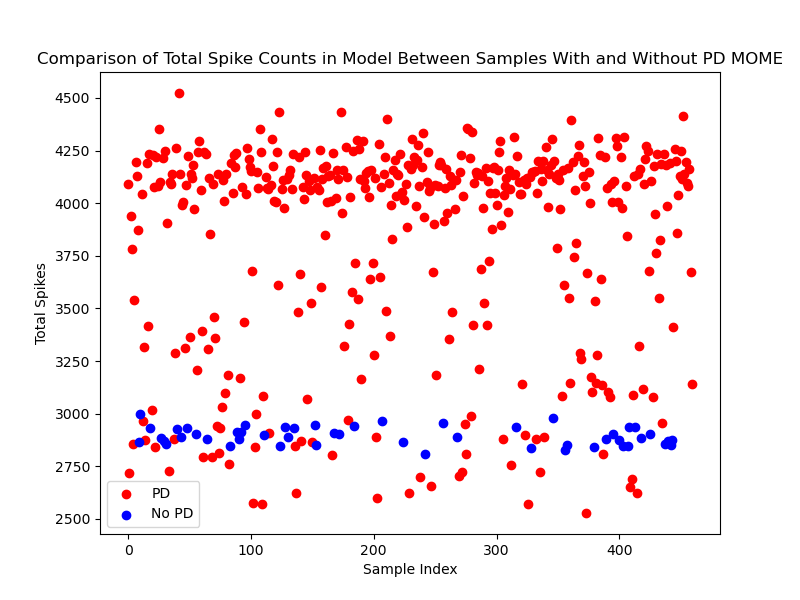 Comparison of Total Spike Counts in Model Between Samples With and Without PD MOME
4500
4250
4000
3750
3500
3250
3000
2750
2500
Total Spikes
PD
No PD
0 100 200 300 400
Sample Index